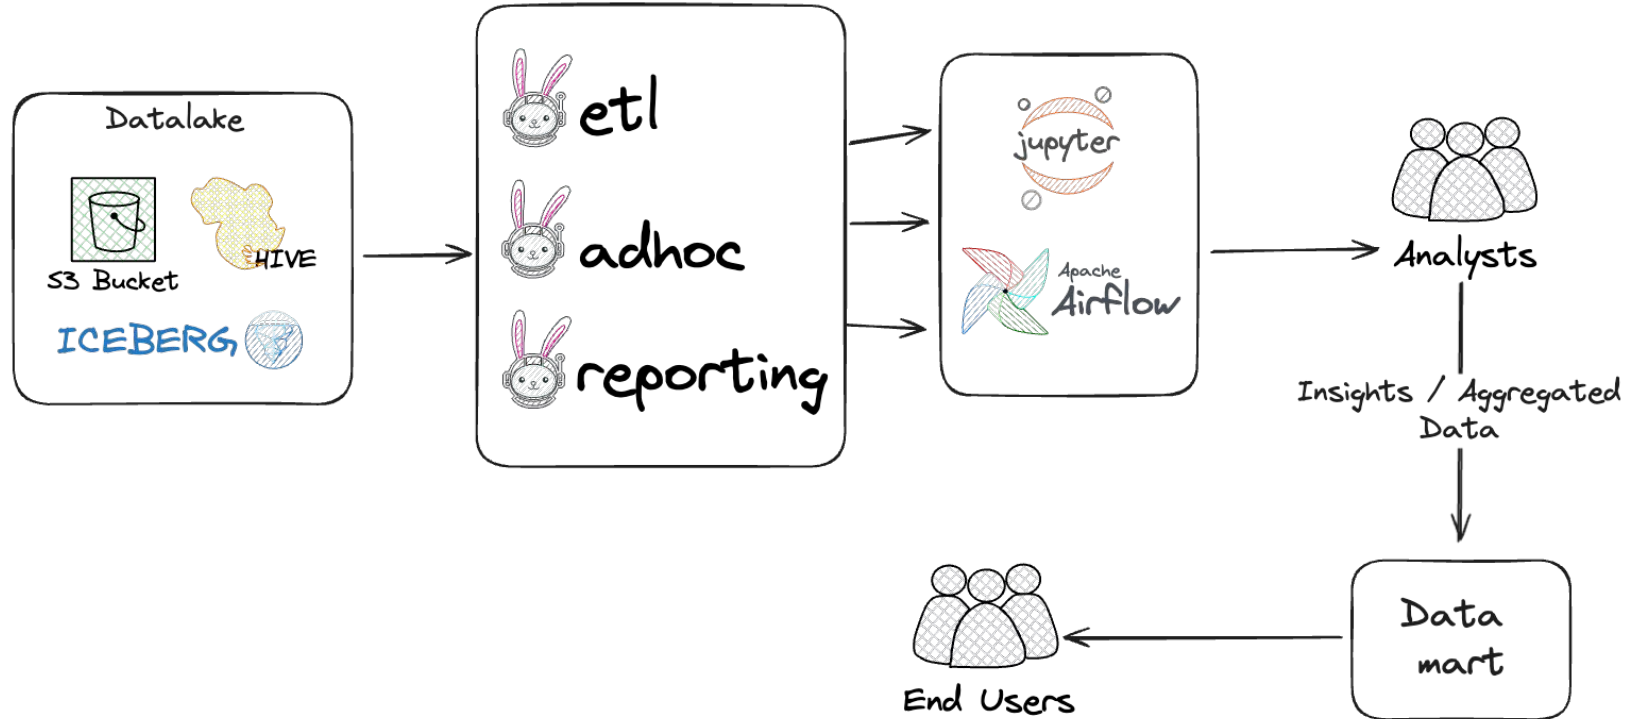 Datalake
S3 Bucket
HIVE
ICEBERG
etl
adhoc
reporting
jupyter
Apache
Airflow
Analysts
Insights / Aggregated
Data
Data
mart
End Users